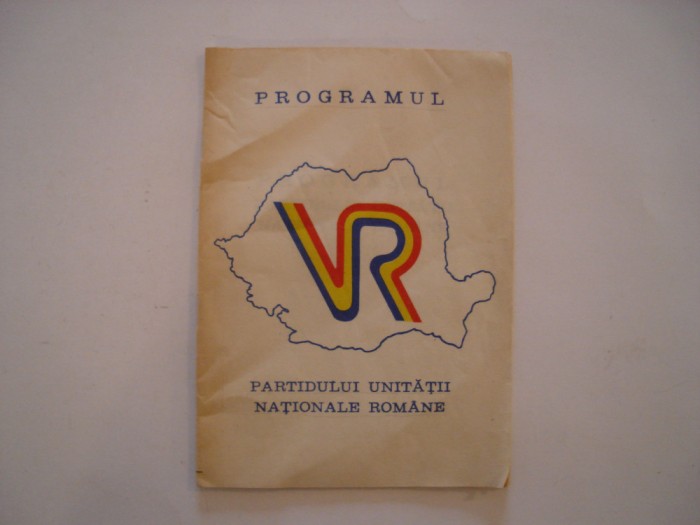 PROGRAMUL
VR
PARTIDULUI UNITĂȚII
NAȚIONALE ROMÂNE